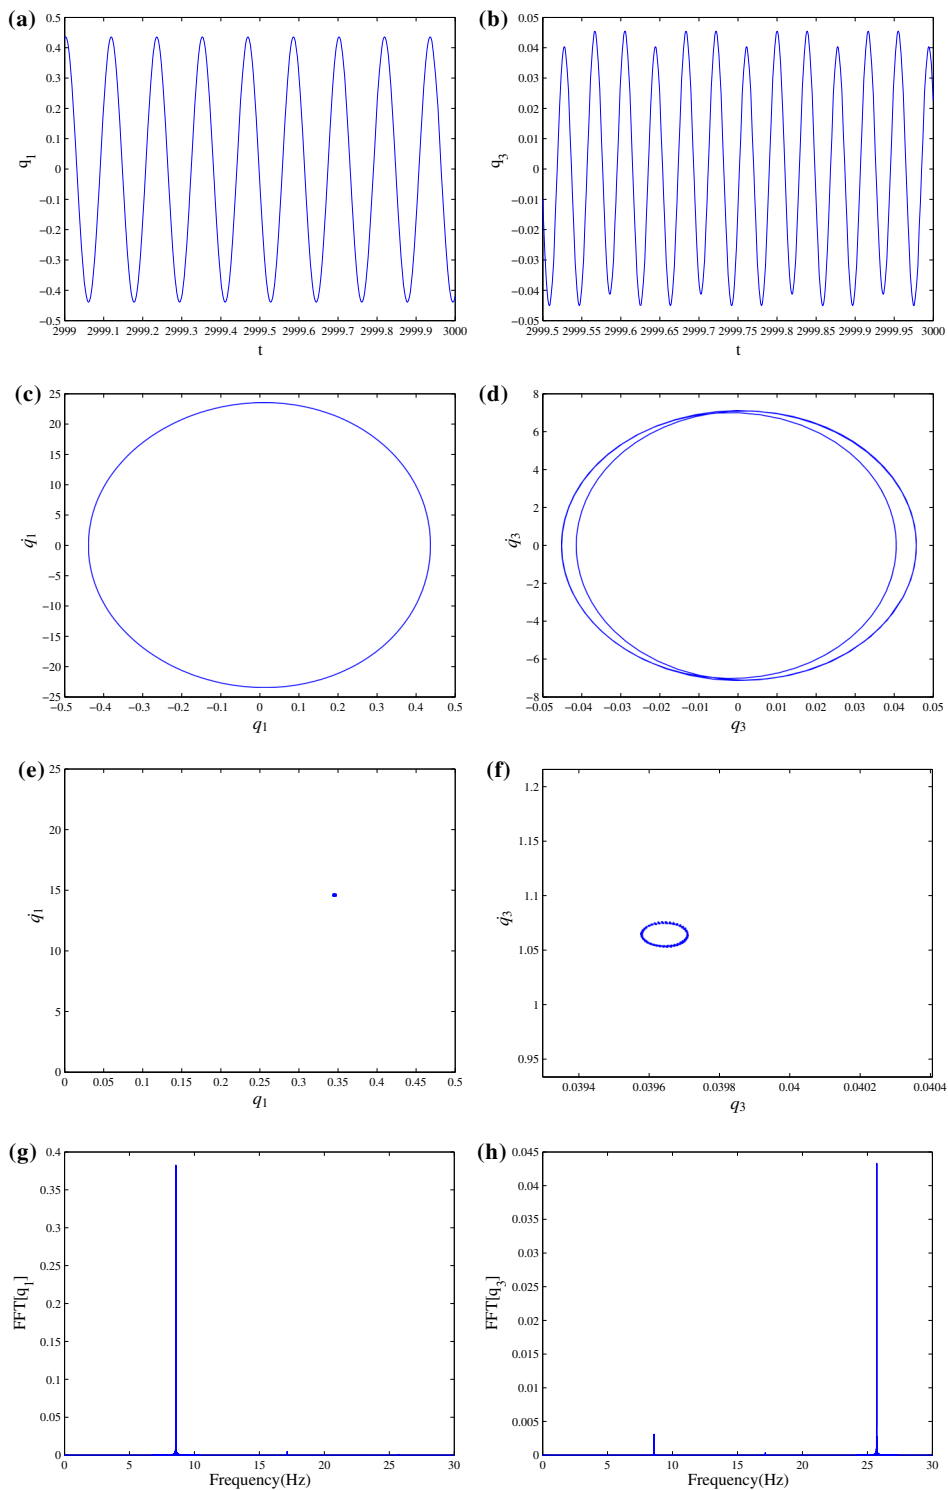 (a)
0.5
0.4
0.3
0.2
0.1
0
−0.1
−0.2
−0.3
−0.4
−0.5
q1
2999 2999.1 2999.2 2999.3 2999.4 2999.5 2999.6 2999.7 2999.8 2999.9 3000
t
(b)
0.05
0.04
0.03
0.02
0.01
0
−0.01
−0.02
−0.03
−0.04
−0.05
q3
2999.5 2999.55 2999.6 2999.65 2999.7 2999.75 2999.8 2999.85 2999.9 2999.95 3000
t
(c)
25
20
15
10
5
0
−5
−10
−15
−20
−25
q̇1
−0.5 −0.4 −0.3 −0.2 −0.1 0 0.1 0.2 0.3 0.4 0.5
q1
(d)
8
6
4
2
0
−2
−4
−6
−8
q̇3
−0.05 −0.04 −0.03 −0.02 −0.01 0 0.01 0.02 0.03 0.04 0.05
q3
(e)
25
20
15
10
5
0
q̇1
0 0.05 0.1 0.15 0.2 0.25 0.3 0.35 0.4 0.45 0.5
q1
(f)
1.2
1.15
1.1
1.05
1
0.95
q̇3
0.0394 0.0396 0.0398 0.04 0.0402 0.0404
q3
(g)
0.4
0.35
0.3
0.25
0.2
0.15
0.1
0.05
0
FFT[q1]
0 5 10 15 20 25 30
Frequency(Hz)
(h)
0.045
0.04
0.035
0.03
0.025
0.02
0.015
0.01
0.005
0
FFT[q3]
0 5 10 15 20 25 30
Frequency(Hz)